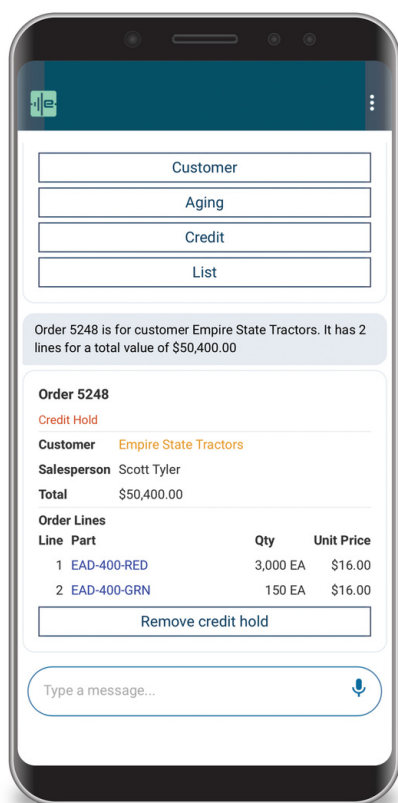 e
Customer
Aging
Credit
List
Order 5248 is for customer Empire State Tractors. It has 2
lines for a total value of $50,400.00
Order 5248
Credit Hold
Customer Empire State Tractors
Salesperson Scott Tyler
Total $50,400.00
Order Lines
Line Part Qty Unit Price
1 EAD-400-RED 3,000 EA $16.00
2 EAD-400-GRN 150 EA $16.00
Remove credit hold
Type a message...